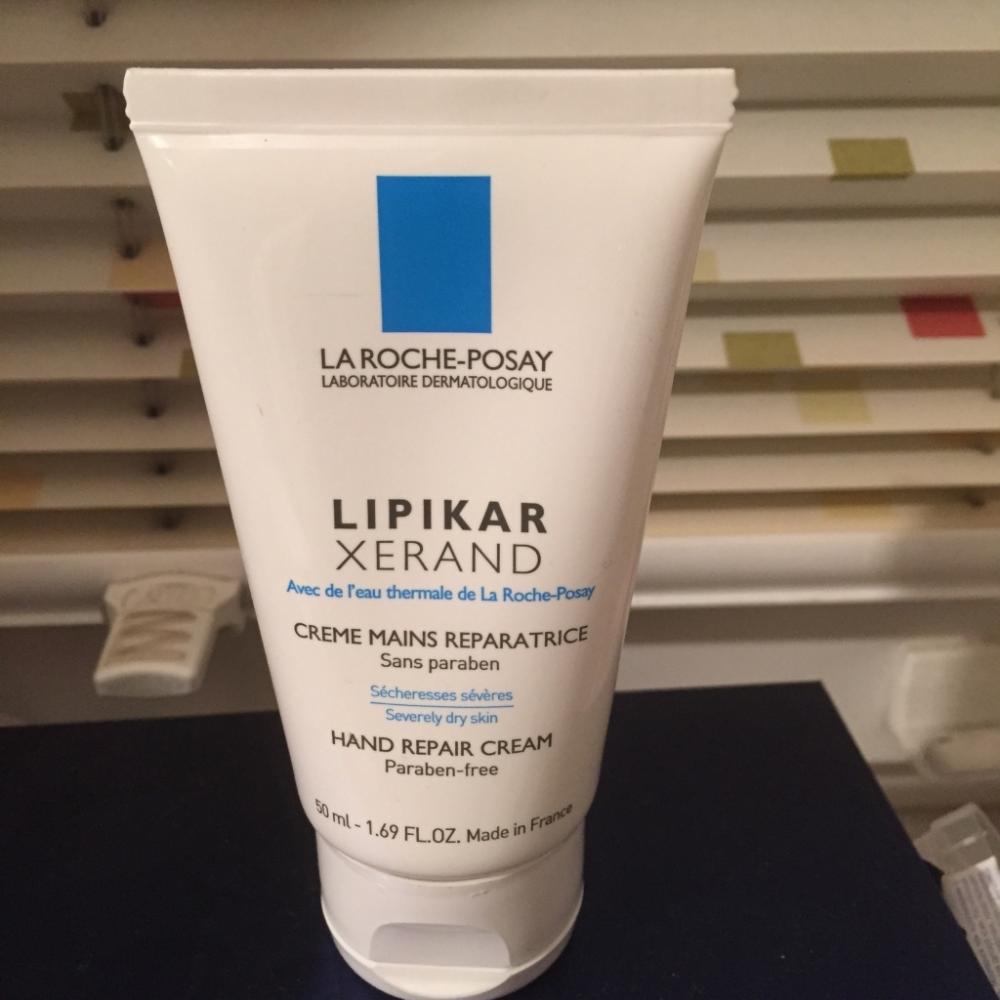 LA ROCHE-POSAY
LABORATOIRE DERMATOLOGIQUE
LIPIKAR
XERAND
Avec de l'eau thermale de La Roche-Posay
CREME MAINS REPARATRICE
Sans paraben
Sécheresses sévères
Severely dry skin
HAND REPAIR CREAM
Paraben-free
50 ml - 1.69 FL.OZ. Made in France